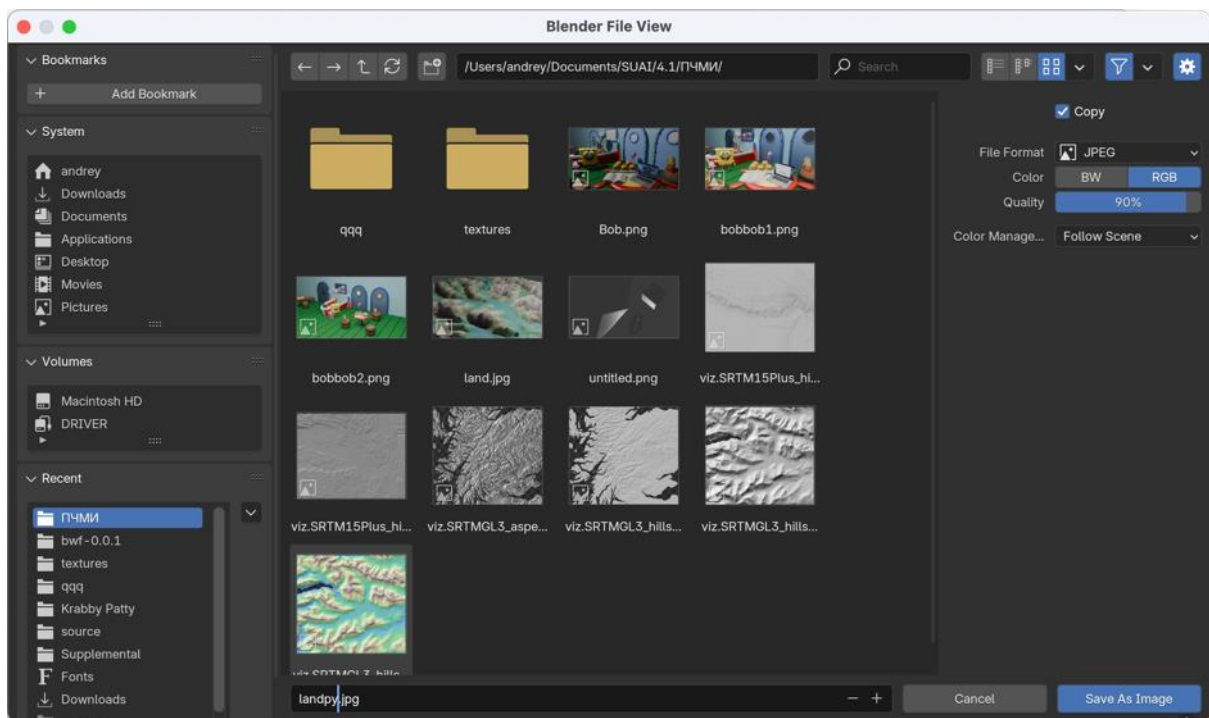 Blender File View
Bookmarks
Add Bookmark
System
andrey
Downloads
Documents
Applications
Desktop
Movies
Pictures
Volumes
Macintosh HD
DRIVER
Recent
ПЧМИ
bwf-0.0.1
textures
qqq
Krabby Patty
source
Supplemental
Fonts
Downloads
/Users/andrey/Documents/SUAI/4.1/ПЧМИ/
Search
qqq
textures
Bob.png
bobbob1.png
bobbob2.png
land.jpg
untitled.png
viz.SRTM15Plus_hi...
viz.SRTM15Plus_hi...
viz.SRTMGL3_aspe...
viz.SRTMGL3_hills...
viz.SRTMGL3_hills...
viz.SRTMGL3_hills...
Copy
File Format JPEG
Color BW RGB
Quality 90%
Color Manage... Follow Scene
landpy.jpg
Cancel
Save As Image